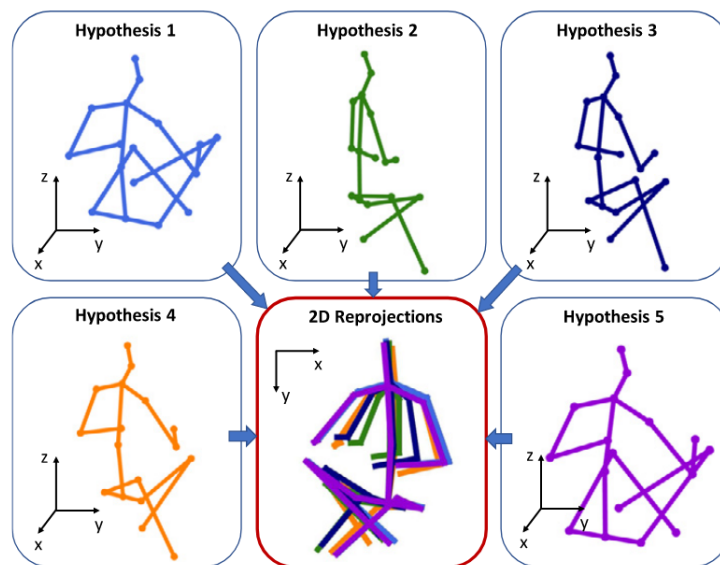 Hypothesis 1
z
y
x
Hypothesis 2
z
y
x
Hypothesis 3
z
y
x
Hypothesis 4
z
y
x
2D Reprojections
x
y
Hypothesis 5
z
y
x